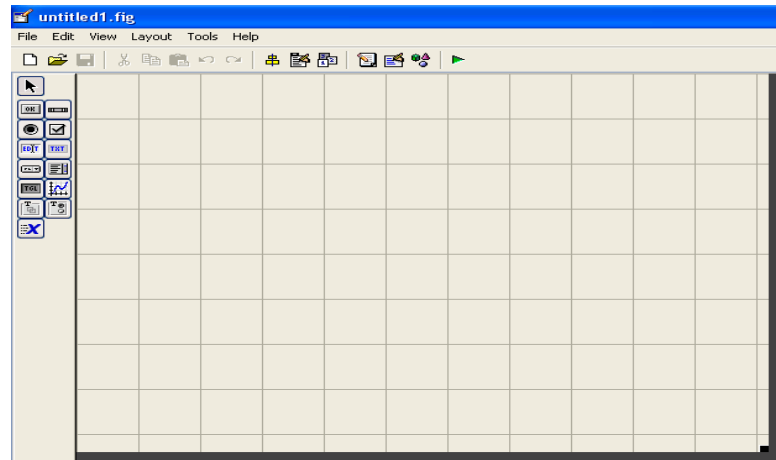 untitled1.fig
File Edit View Layout Tools Help
OK
EDIT TXT
TGL
T T
X